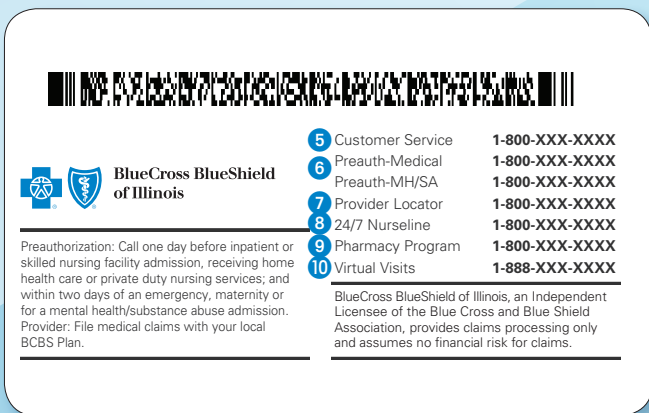 5 Customer Service 1-800-XXX-XXXX
6 Preauth-Medical 1-800-XXX-XXXX
Preauth-MH/SA 1-800-XXX-XXXX
7 Provider Locator 1-800-XXX-XXXX
8 24/7 Nurseline 1-800-XXX-XXXX
9 Pharmacy Program 1-800-XXX-XXXX
10 Virtual Visits 1-888-XXX-XXXX
BlueCross BlueShield
of Illinois
Preauthorization: Call one day before inpatient or
skilled nursing facility admission, receiving home
health care or private duty nursing services; and
within two days of an emergency, maternity or
for a mental health/substance abuse admission.
Provider: File medical claims with your local
BCBS Plan.
BlueCross BlueShield of Illinois, an Independent
Licensee of the Blue Cross and Blue Shield
Association, provides claims processing only
and assumes no financial risk for claims.